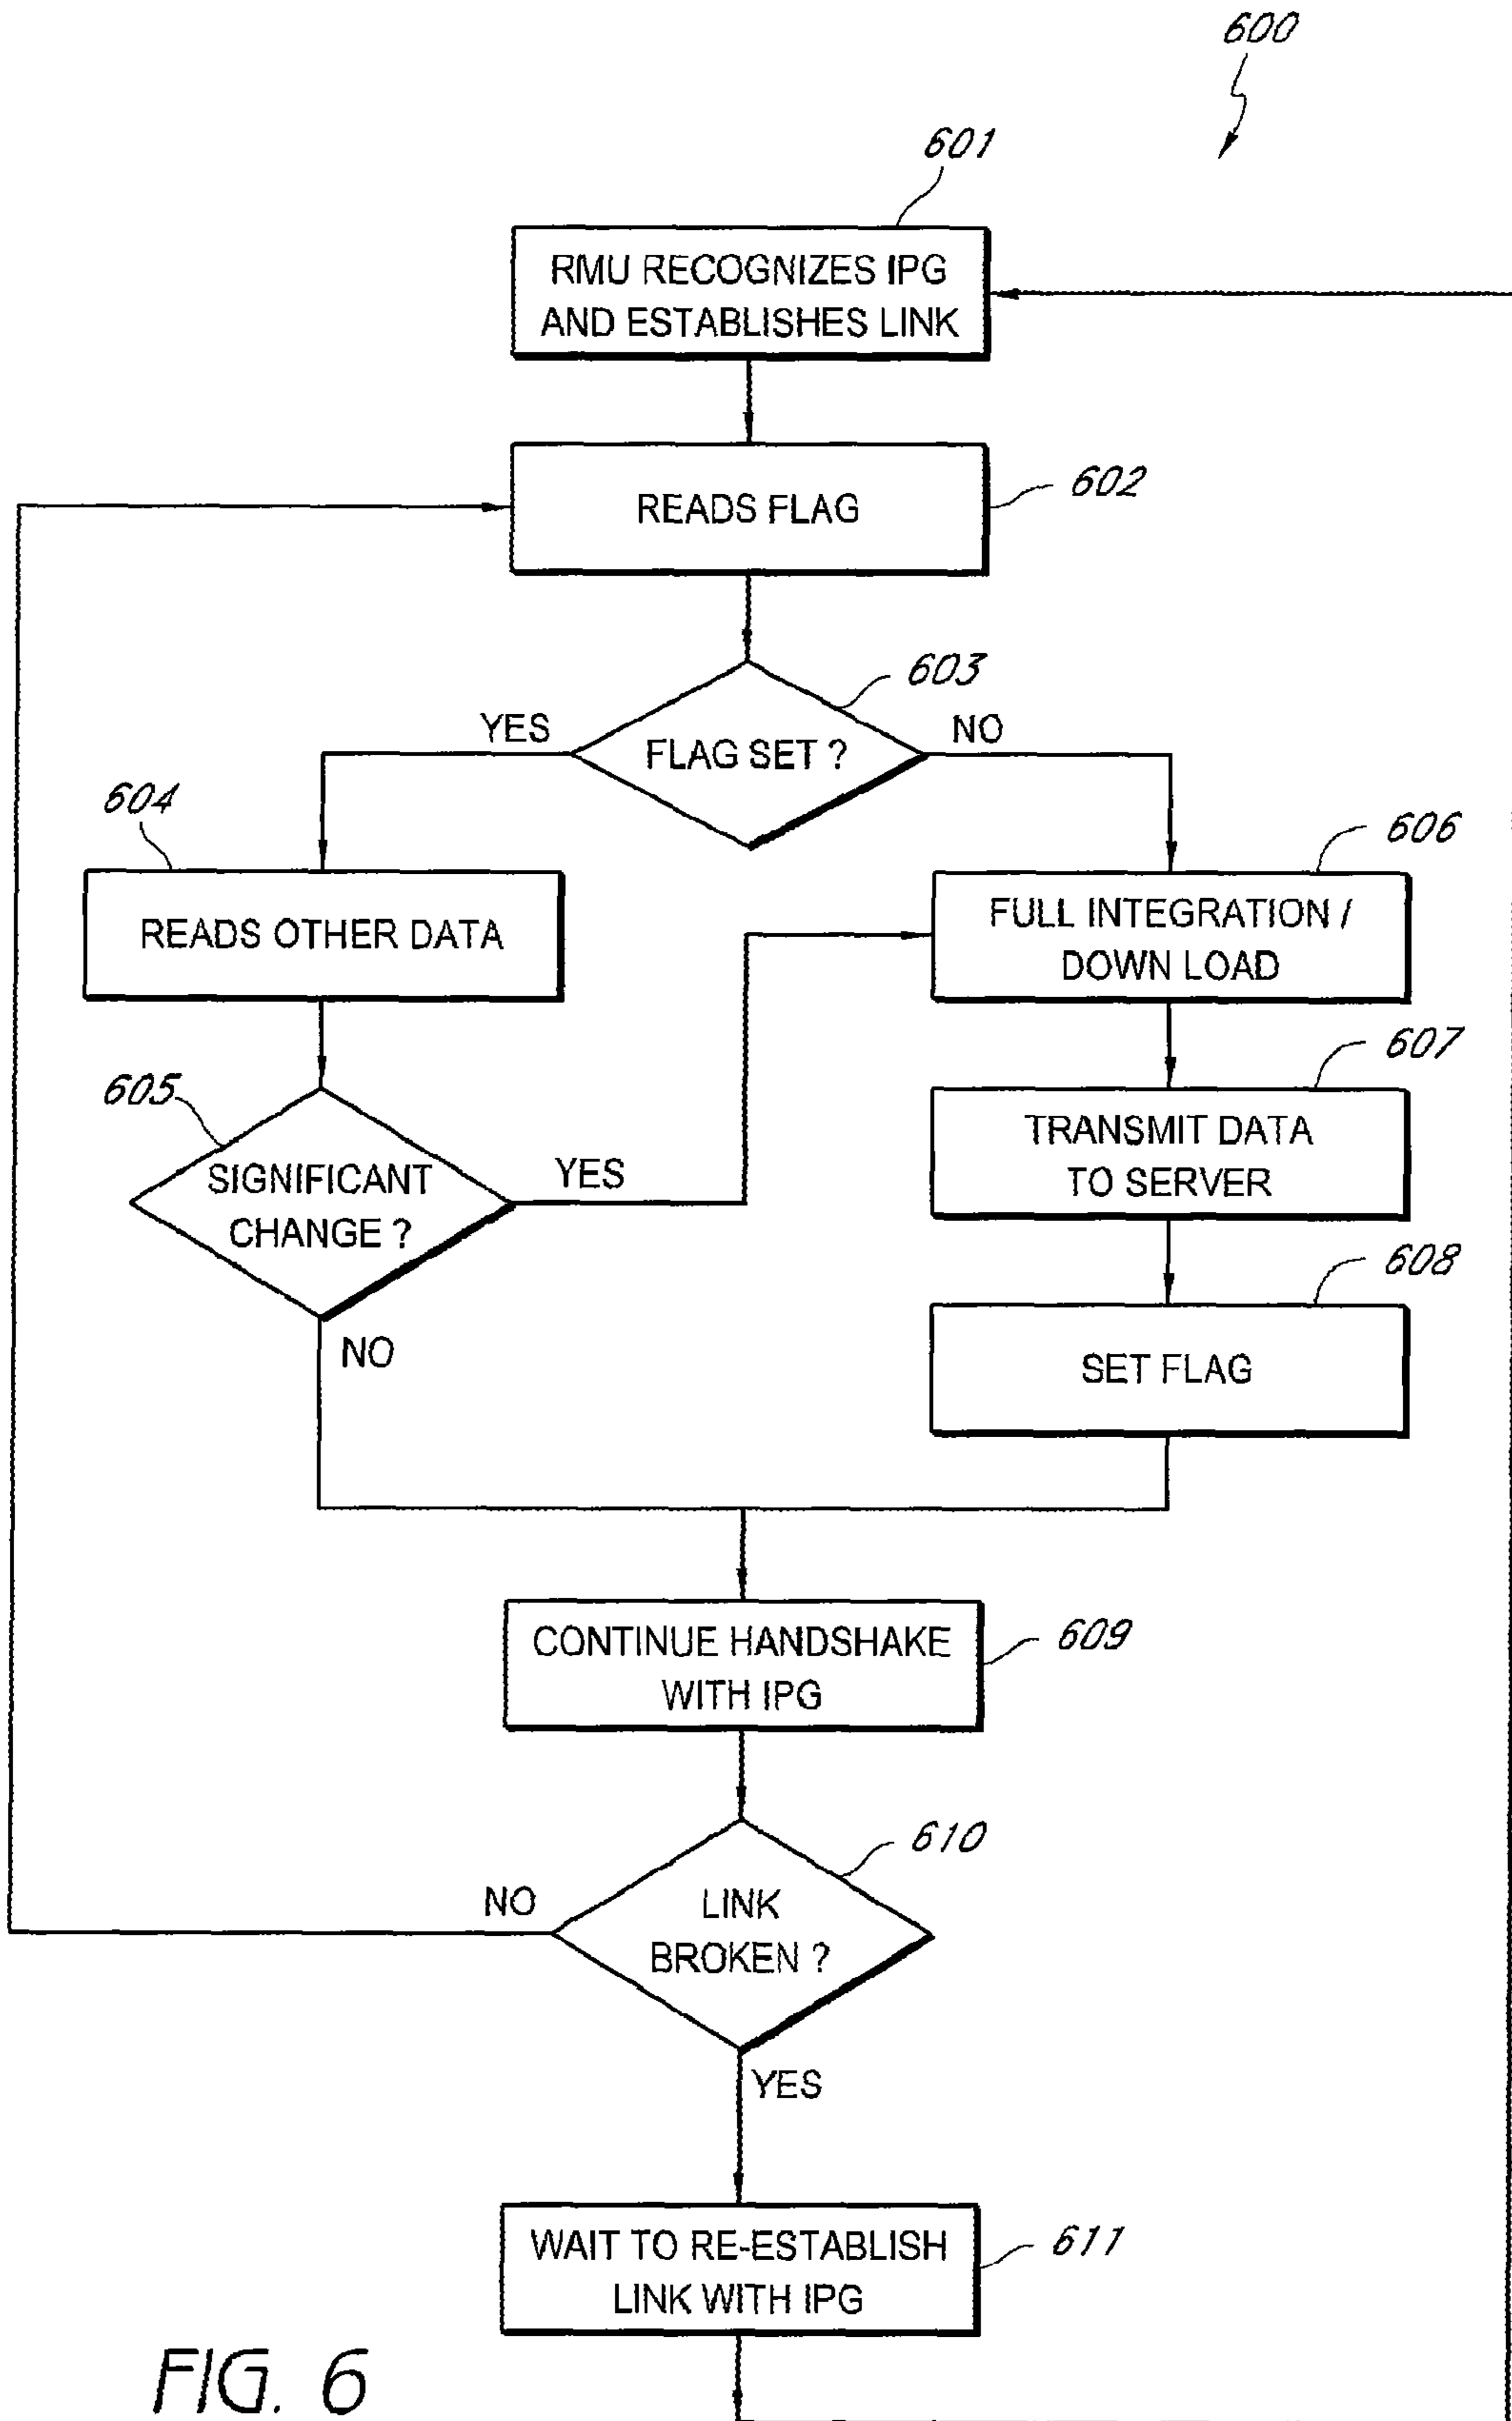 600
601
RMU RECOGNIZES IPG
AND ESTABLISHES LINK
602
READS FLAG
603
YES
FLAG SET ?
NO
604
READS OTHER DATA
606
FULL INTEGRATION /
DOWN LOAD
605
SIGNIFICANT
CHANGE ?
YES
NO
607
TRANSMIT DATA
TO SERVER
608
SET FLAG
609
CONTINUE HANDSHAKE
WITH IPG
610
NO
LINK
BROKEN ?
YES
611
WAIT TO RE-ESTABLISH
LINK WITH IPG
FIG. 6